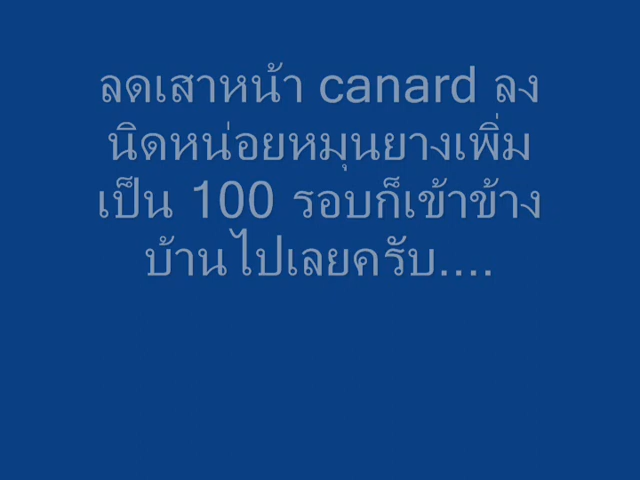 ลดเสาหน้า canard ลง
นิดหน่อยหมุนยางเพิ่ม
เป็น 100 รอบก็เข้าข้าง
บ้านไปเลยครับ....